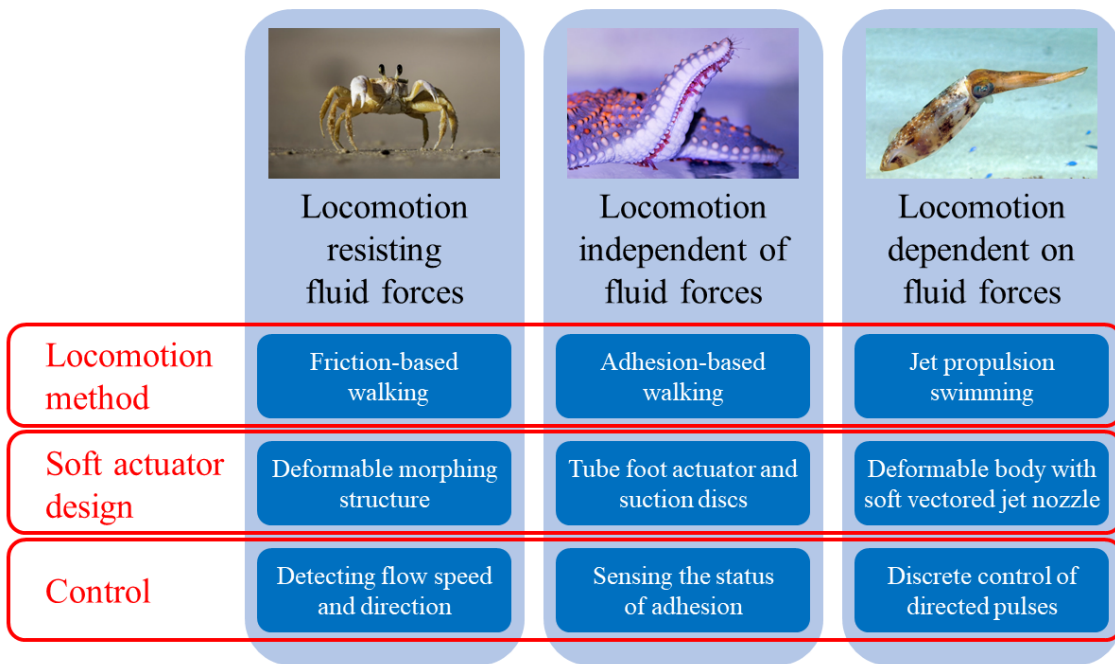 Locomotion
resisting
fluid forces
Locomotion
independent of
fluid forces
Locomotion
dependent on
fluid forces
Locomotion
method
Friction-based
walking
Adhesion-based
walking
Jet propulsion
swimming
Soft actuator
design
Deformable morphing
structure
Tube foot actuator and
suction discs
Deformable body with
soft vectored jet nozzle
Control
Detecting flow speed
and direction
Sensing the status
of adhesion
Discrete control of
directed pulses